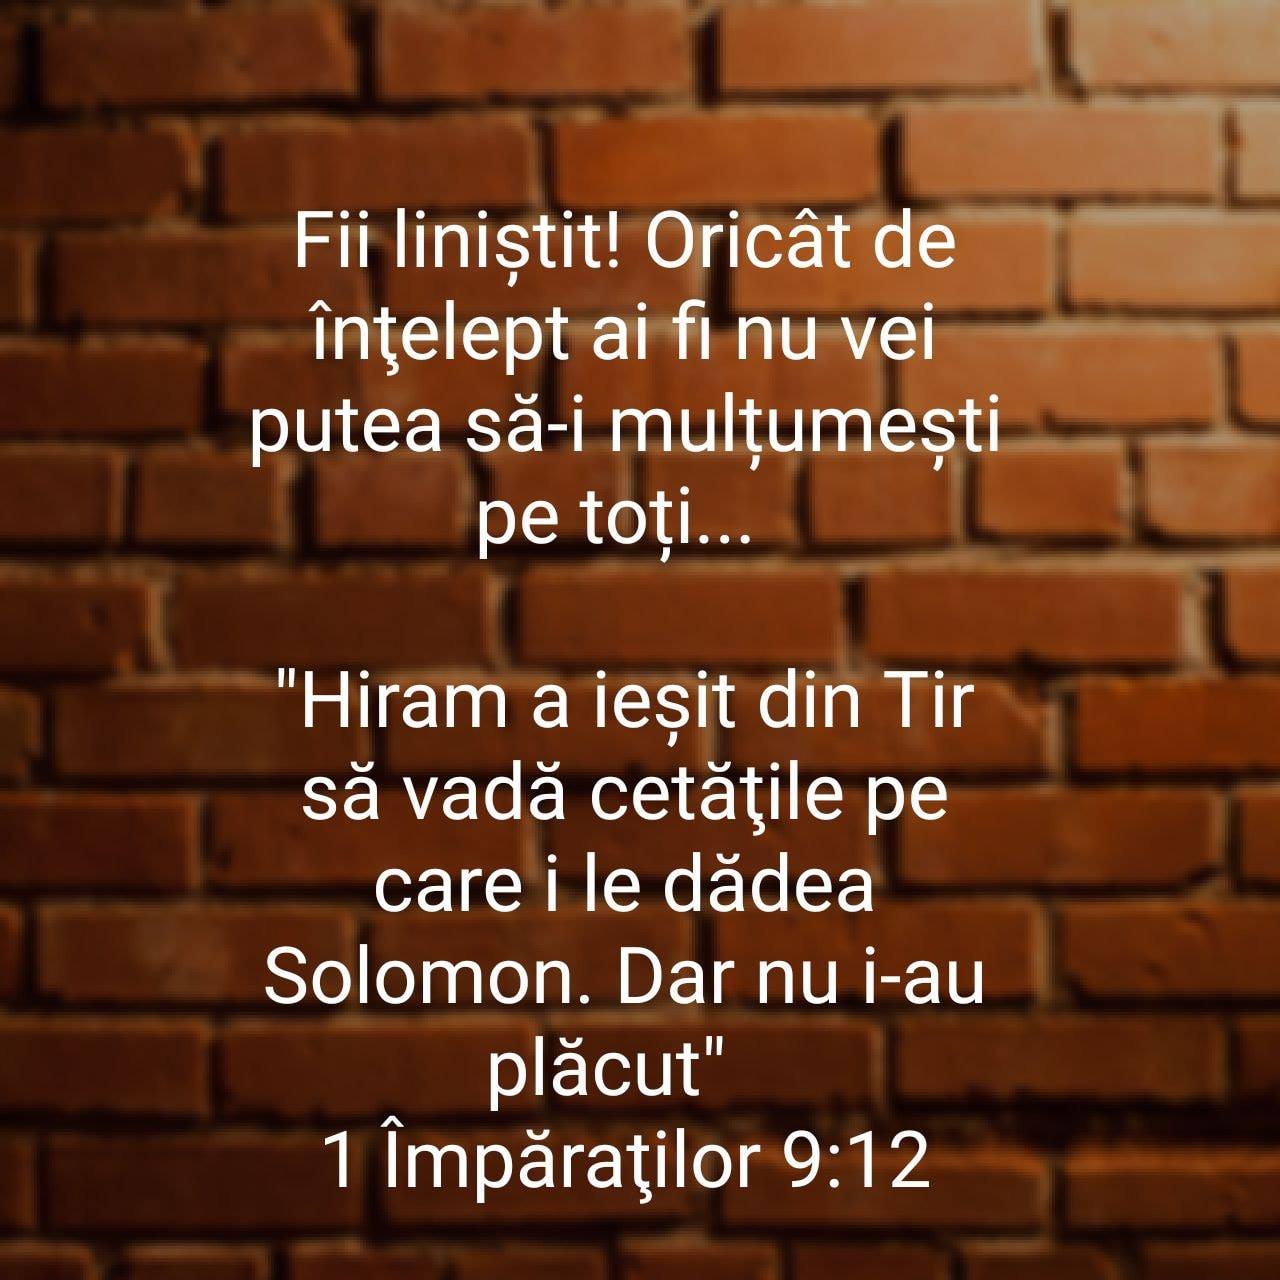 Fii liniștit! Oricât de
înţelept ai fi nu vei
putea să-i mulțumești
pe toți...
"Hiram a ieșit din Tir
să vadă cetăţile pe
care i le dădea
Solomon. Dar nu i-au
plăcut"
1 Împăraţilor 9:12